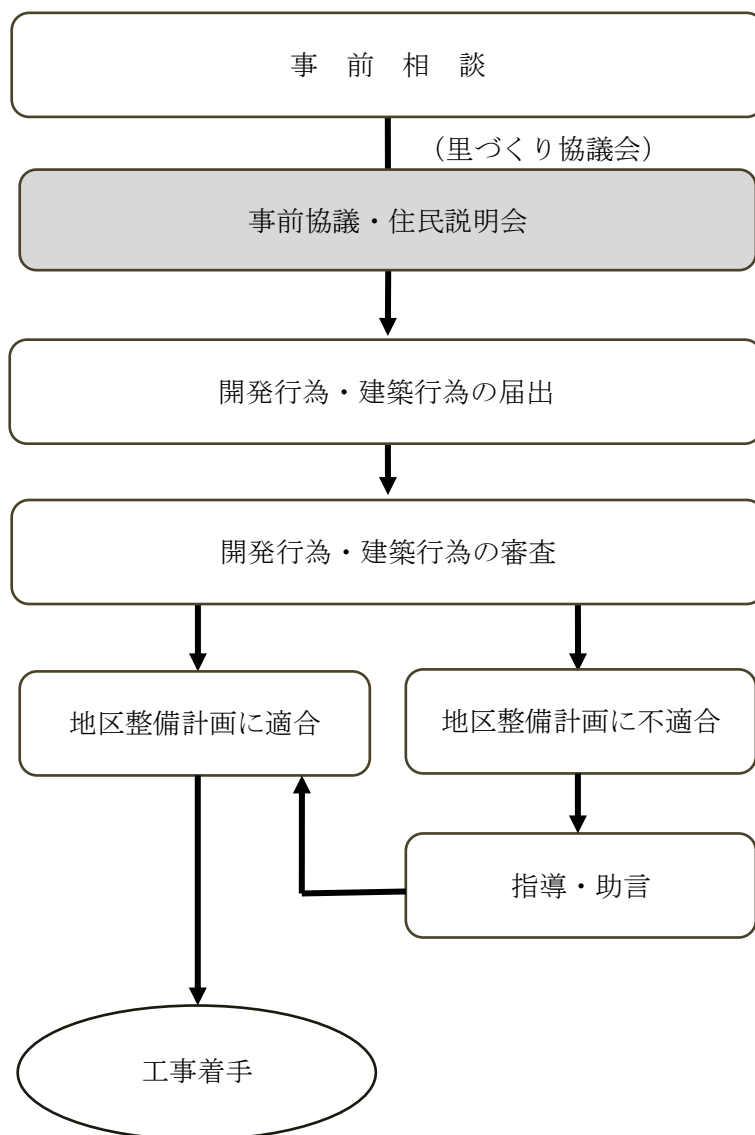 事　前　相　談
（里づくり協議会）
事前協議・住民説明会
開発行為・建築行為の届出
開発行為・建築行為の審査
地区整備計画に適合
地区整備計画に不適合
指導・助言
工事着手